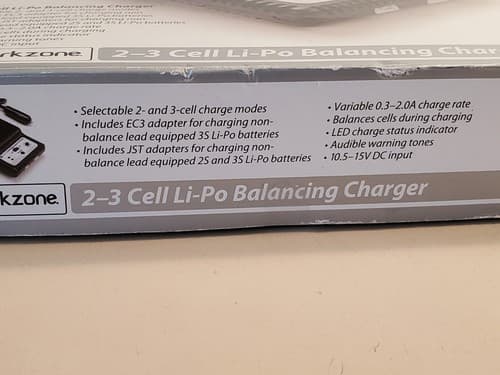 2–3 Cell Li-Po Balancing
• Selectable 2- and 3-cell charge modes
• Includes EC3 adapter for charging non-
balance lead equipped 3S Li-Po batteries
• Includes JST adapters for charging non-
balance lead equipped 2S and 3S Li-Po batteries
• Variable 0.3–2.0A charge rate
• Balances cells during charging
• LED charge status indicator
• Audible warning tones
• 10.5–15V DC input
kzone.
2–3 Cell Li-Po Balancing Charger